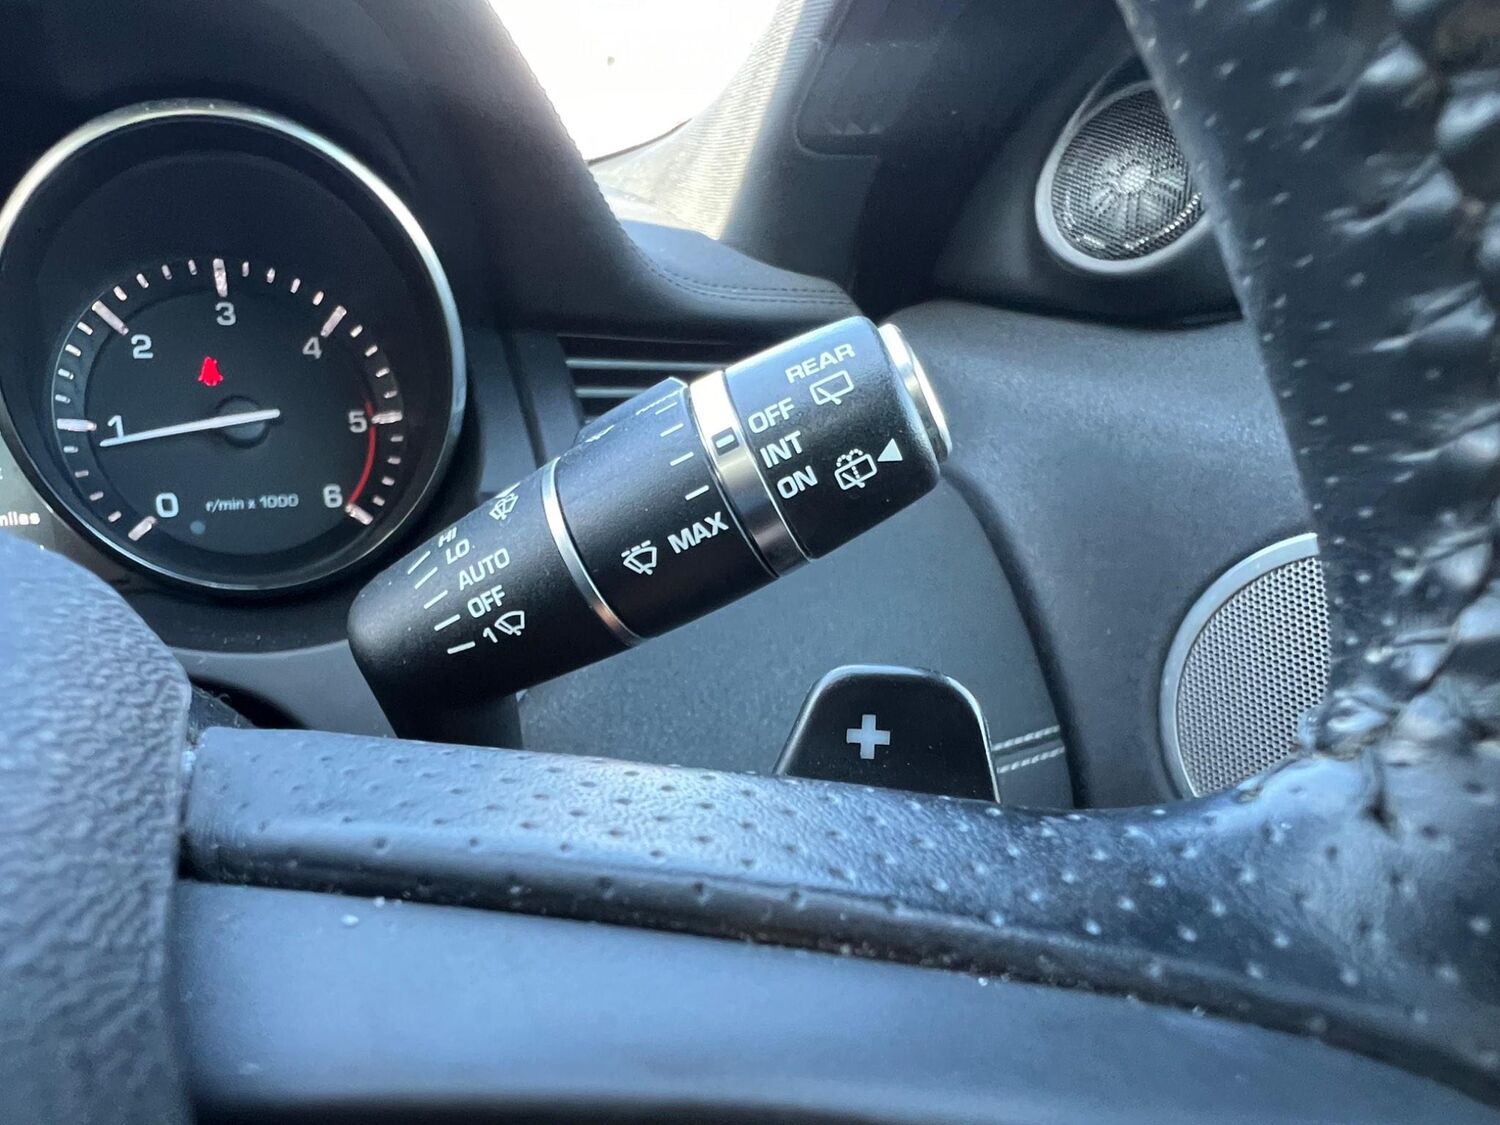 0
1
2
3
4
5
6
r/min x 1000
miles
HI
LO
AUTO
OFF
1
MAX
REAR
OFF
INT
ON
+